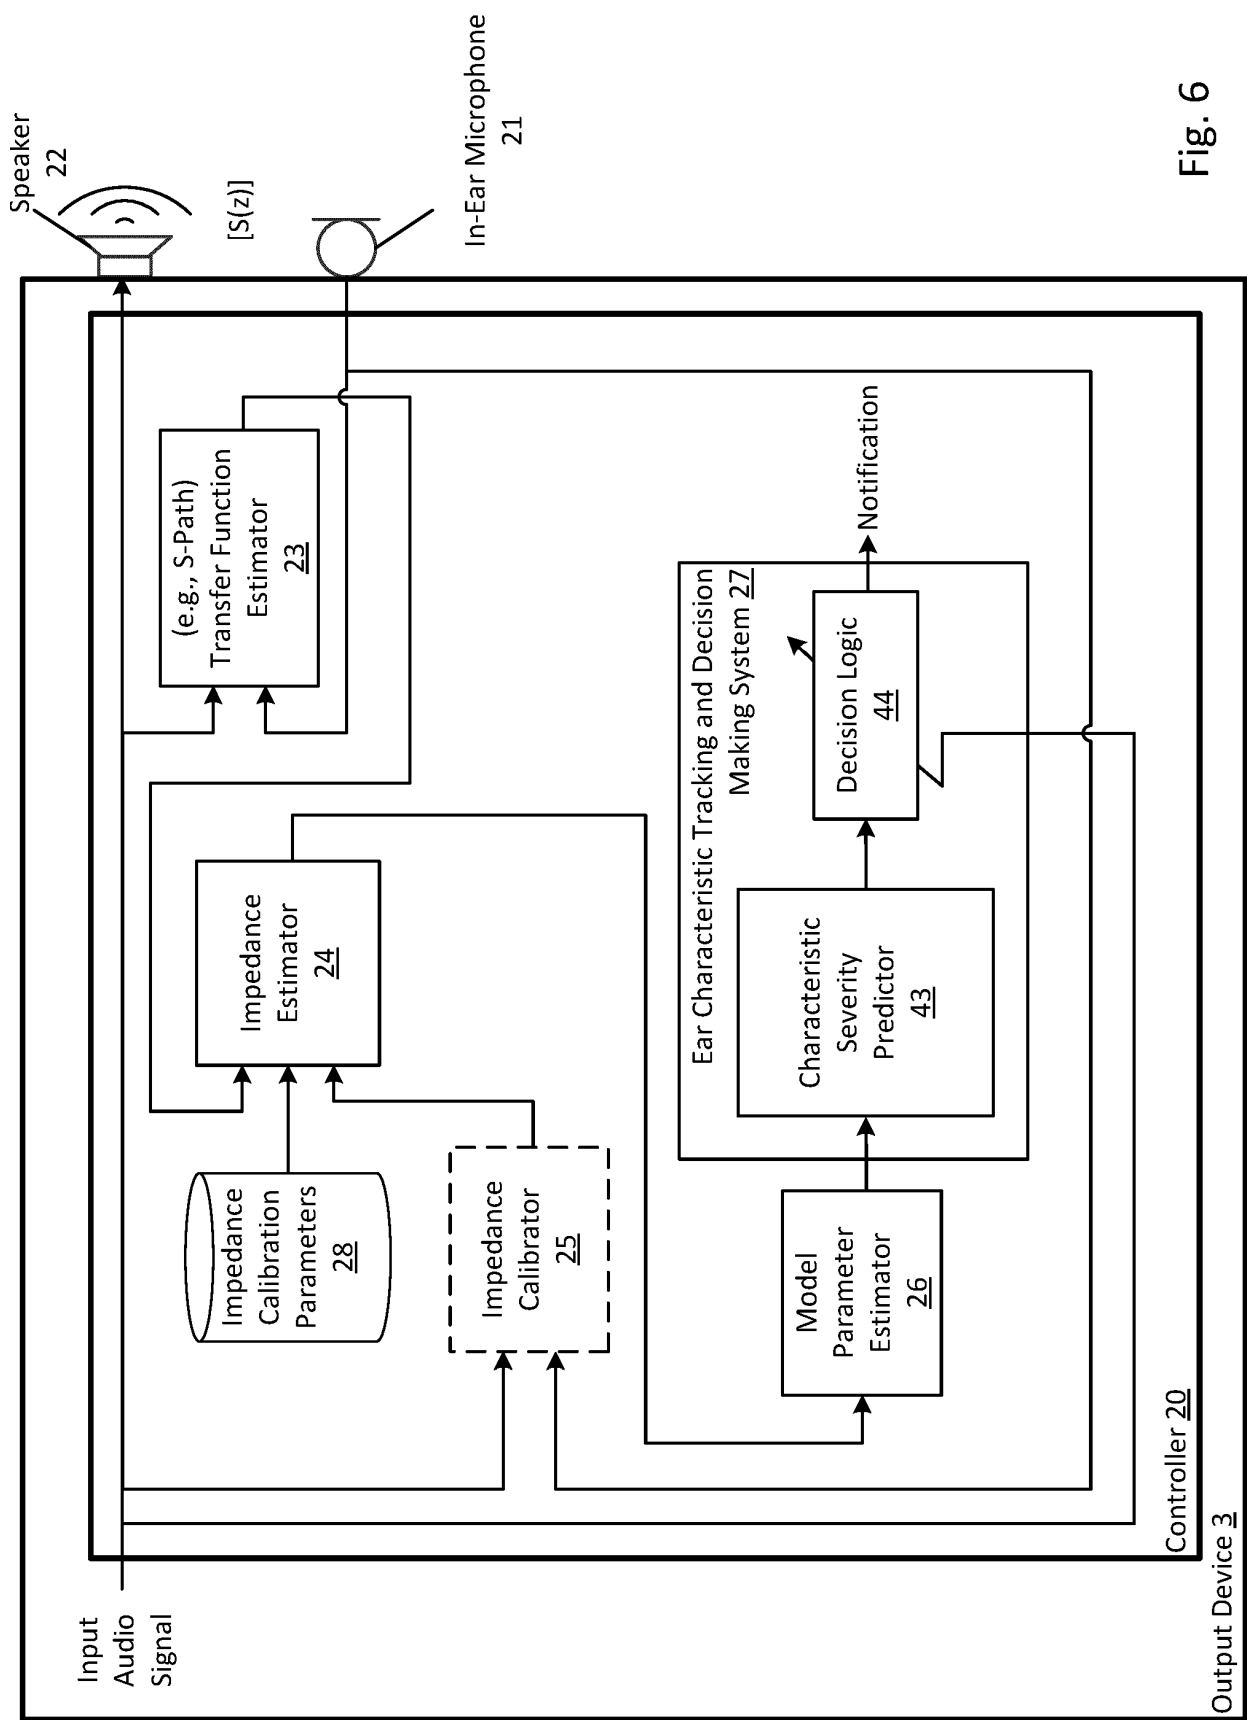 Input
Audio
Signal
Speaker
22
[S(z)]
In-Ear Microphone
21
(e.g., S-Path)
Transfer Function
Estimator
23
Impedance
Estimator
24
Impedance
Calibration
Parameters
28
Impedance
Calibrator
25
Ear Characteristic Tracking and Decision
Making System 27
Model
Parameter
Estimator
26
Characteristic
Severity
Predictor
43
Decision Logic
44
Notification
Controller 20
Output Device 3
Fig. 6